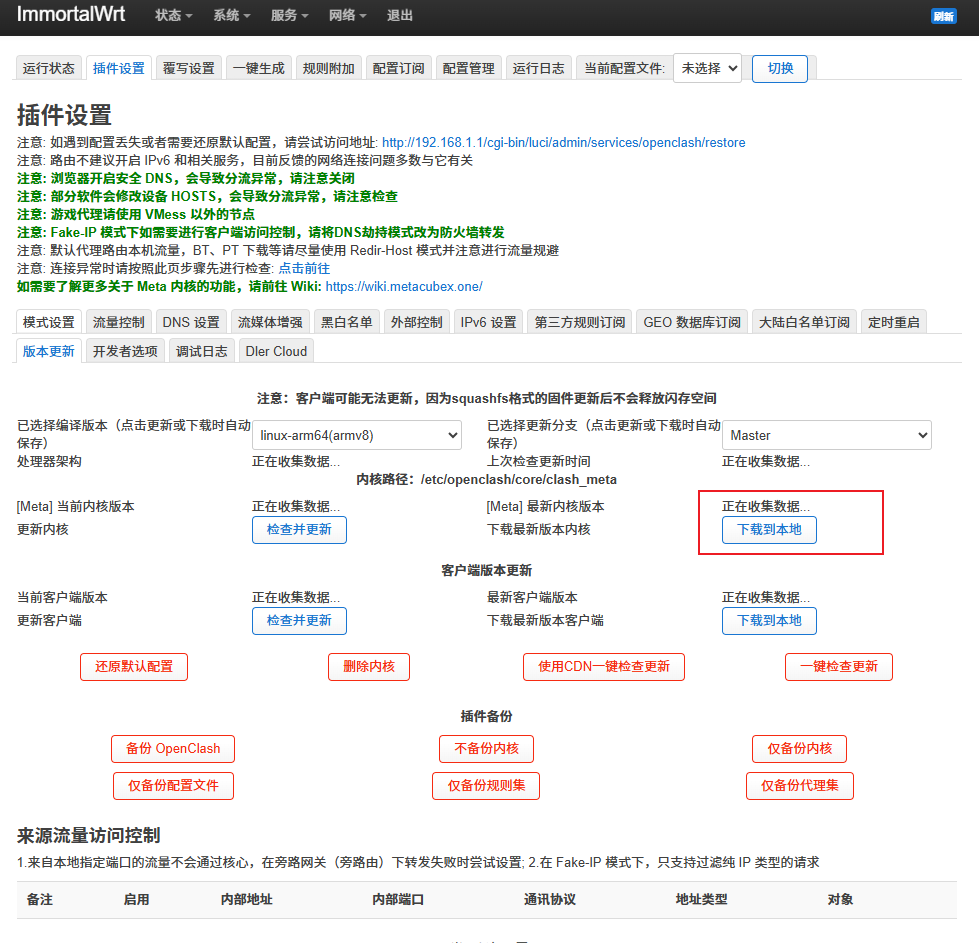 ImmortalWrt 状态 系统 服务 网络 退出 刷新
运行状态 插件设置 覆写设置 一键生成 规则附加 配置订阅 配置管理 运行日志 当前配置文件: 未选择 切换
插件设置
注意: 如遇到配置丢失或者需要还原默认配置，请尝试访问地址: http://192.168.1.1/cgi-bin/luci/admin/services/openclash/restore
注意: 路由不建议开启 IPv6 和相关服务，目前反馈的网络连接问题多数与它有关
注意: 浏览器开启安全 DNS，会导致分流异常，请注意关闭
注意: 部分软件会修改设备 HOSTS，会导致分流异常，请注意检查
注意: 游戏代理请使用 VMess 以外的节点
注意: Fake-IP 模式下如需要进行客户端访问控制，请将DNS劫持模式改为防火墙转发
注意: 默认代理路由本机流量，BT、PT 下载等请尽量使用 Redir-Host 模式并注意进行流量规避
注意: 连接异常时请按照此页步骤先进行检查: 点击前往
如需要了解更多关于 Meta 内核的功能，请前往 Wiki: https://wiki.metacubex.one/
模式设置 流量控制 DNS 设置 流媒体增强 黑白名单 外部控制 IPv6 设置 第三方规则订阅 GEO 数据库订阅 大陆白名单订阅 定时重启
版本更新 开发者选项 调试日志 Dler Cloud
注意：客户端可能无法更新，因为squashfs格式的固件更新后不会释放闪存空间
已选择编译版本（点击更新或下载时自动保存） linux-arm64(armv8) 已选择更新分支（点击更新或下载时自动保存） Master
处理器架构 正在收集数据... 上次检查更新时间 正在收集数据...
内核路径：/etc/openclash/core/clash_meta
[Meta] 当前内核版本 正在收集数据... [Meta] 最新内核版本 正在收集数据...
更新内核 检查并更新 下载最新版本内核 下载到本地
客户端版本更新
当前客户端版本 正在收集数据... 最新客户端版本 正在收集数据...
更新客户端 检查并更新 下载最新版本客户端 下载到本地
还原默认配置 删除内核 使用CDN一键检查更新 一键检查更新
插件备份
备份 OpenClash 不备份内核 仅备份内核
仅备份配置文件 仅备份规则集 仅备份代理集
来源流量访问控制
1.来自本地指定端口的流量不会通过核心，在旁路网关（旁路由）下转发失败时尝试设置; 2.在 Fake-IP 模式下，只支持过滤纯 IP 类型的请求
备注 启用 内部地址 内部端口 通讯协议 地址类型 对象